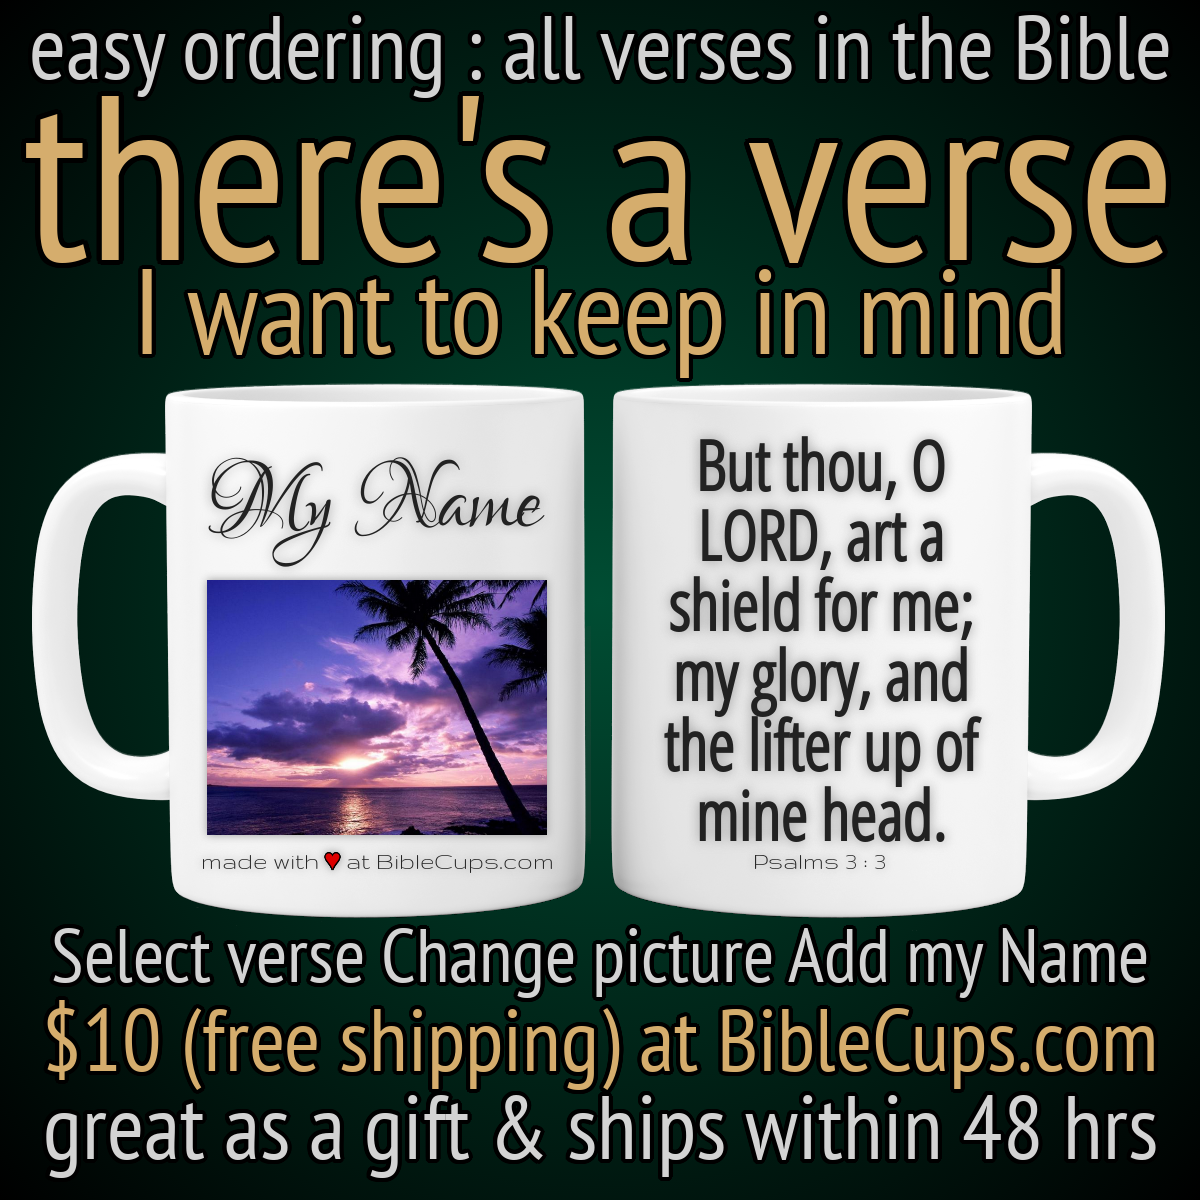 easy ordering : all verses in the Bible
there's a verse
I want to keep in mind
My Name
made with ❤ at BibleCups.com
But thou, O
LORD, art a
shield for me;
my glory, and
the lifter up of
mine head.
Psalms 3 : 3
Select verse Change picture Add my Name
$10 (free shipping) at BibleCups.com
great as a gift & ships within 48 hrs